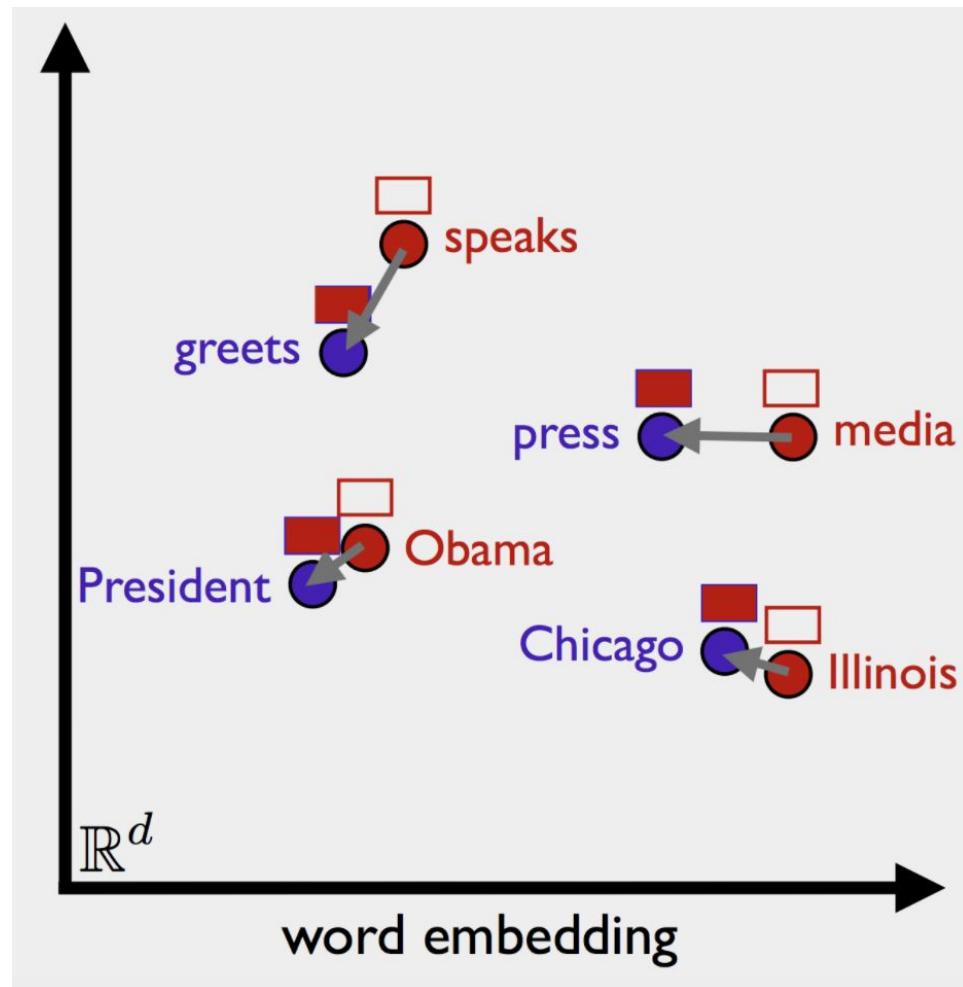 speaks
greets
press
media
Obama
President
Chicago
Illinois
ℝ^d
word embedding